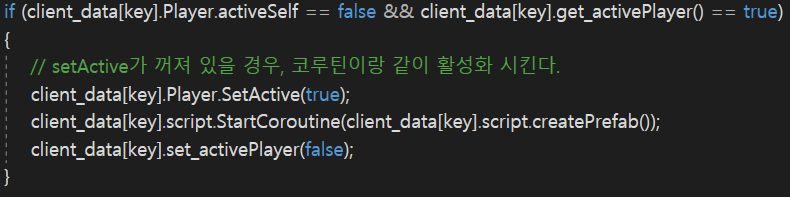 if (client_data[key].Player.activeSelf == false && client_data[key].get_activePlayer() == true)
{
// setActive가 꺼져 있을 경우, 코루틴이랑 같이 활성화 시킨다.
client_data[key].Player.SetActive(true);
client_data[key].script.StartCoroutine(client_data[key].script.createPrefab());
client_data[key].set_activePlayer(false);
}